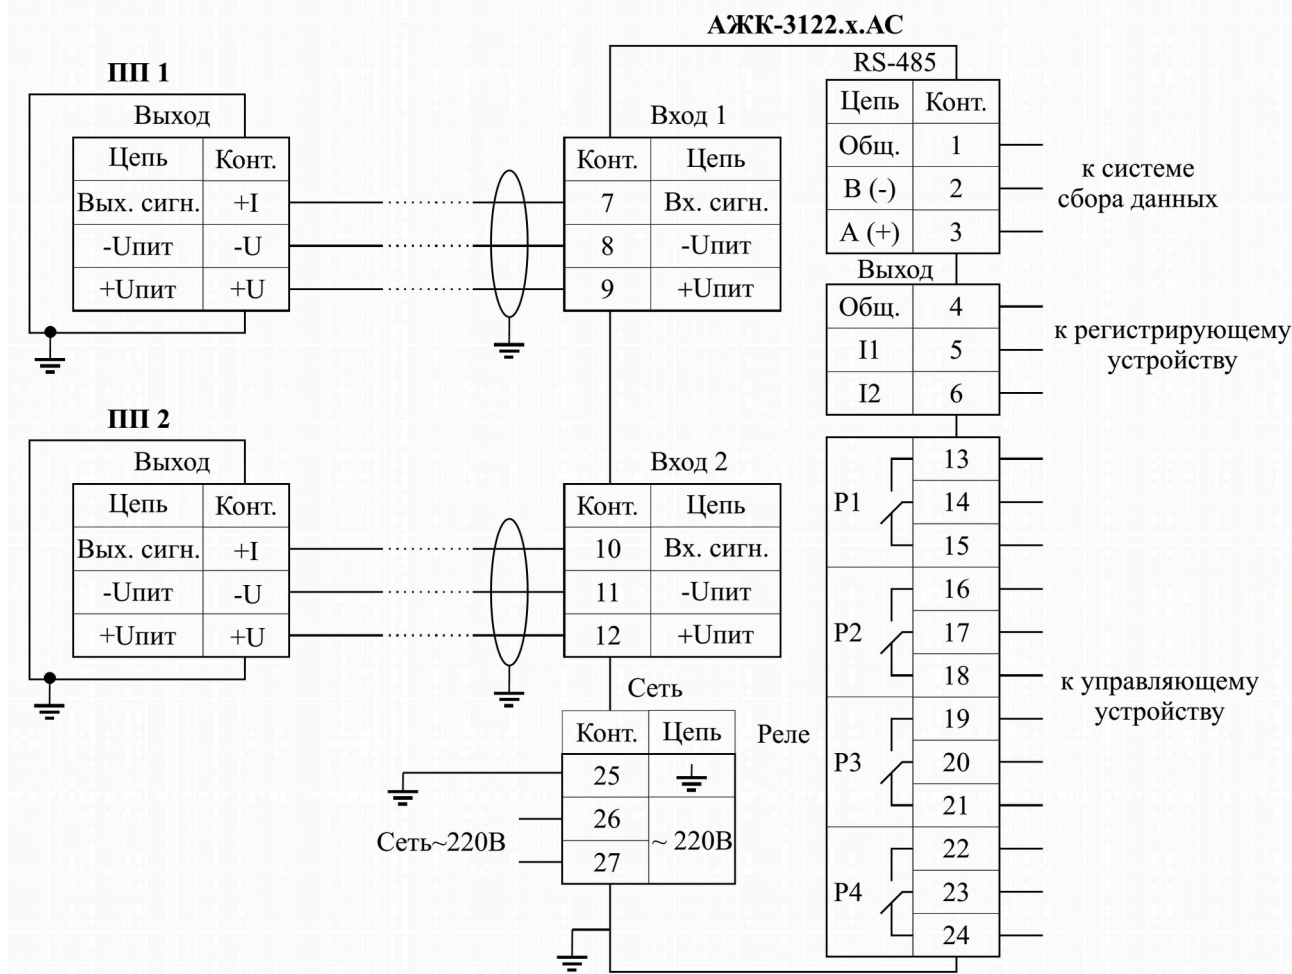 АЖК-3122.х.АС
ПП 1
Выход
Цепь Конт.
Вых. сигн. +I
-Uпит -U
+Uпит +U
Вход 1
Конт. Цепь
7 Вх. сигн.
8 -Uпит
9 +Uпит
RS-485
Цепь Конт.
Общ. 1
В (-) 2
А (+) 3
к системе
сбора данных
Выход
Общ. 4
I1 5
I2 6
к регистрирующему
устройству
ПП 2
Выход
Цепь Конт.
Вых. сигн. +I
-Uпит -U
+Uпит +U
Вход 2
Конт. Цепь
10 Вх. сигн.
11 -Uпит
12 +Uпит
Сеть
Конт. Цепь
25
26
27
~ 220В
Сеть~220В
Реле
13
Р1 14
15
16
Р2 17
18
19
Р3 20
21
22
Р4 23
24
к управляющему
устройству